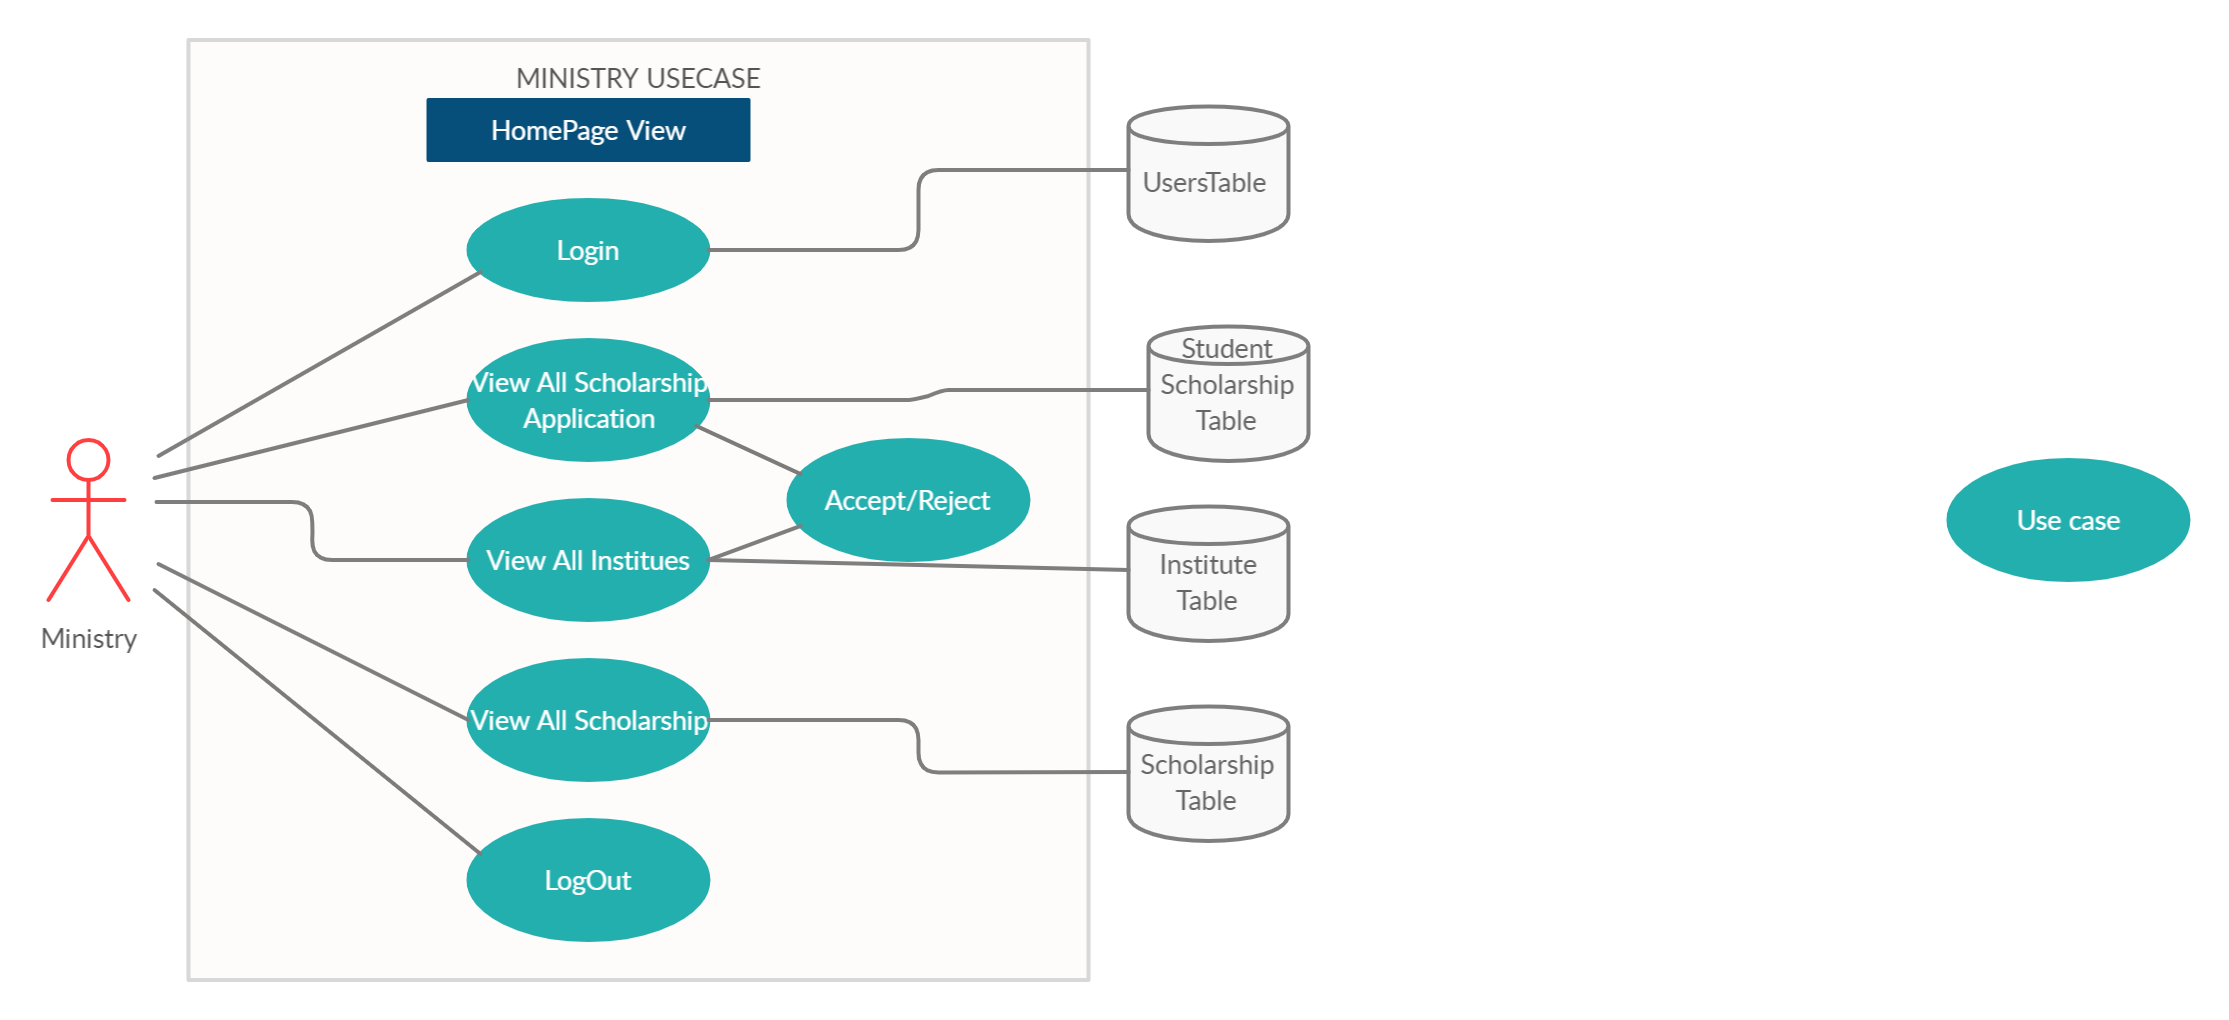 MINISTRY USECASE
HomePage View
UsersTable
Login
Student
Scholarship
Table
View All Scholarship
Application
Accept/Reject
Use case
View All Institues
Institute
Table
Ministry
View All Scholarship
Scholarship
Table
LogOut